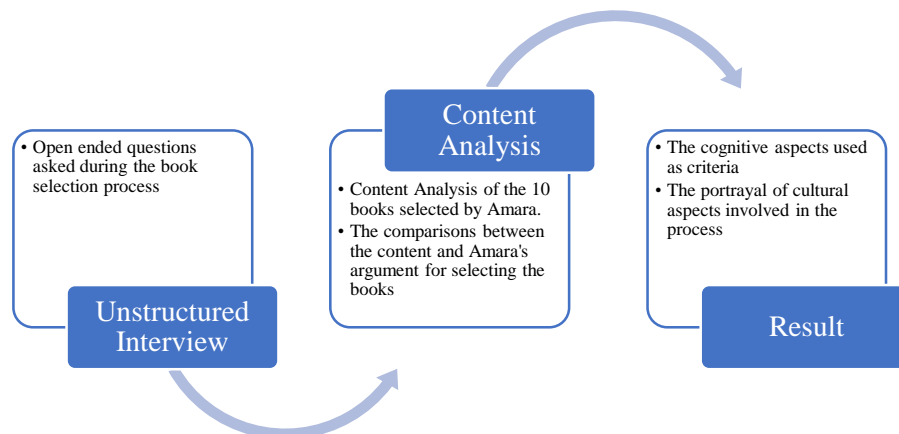 • Open ended questions
asked during the book
selection process
Unstructured
Interview
Content
Analysis
• Content Analysis of the 10
books selected by Amara.
• The comparisons between
the content and Amara's
argument for selecting the
books
• The cognitive aspects used
as criteria
• The portrayal of cultural
aspects involved in the
process
Result